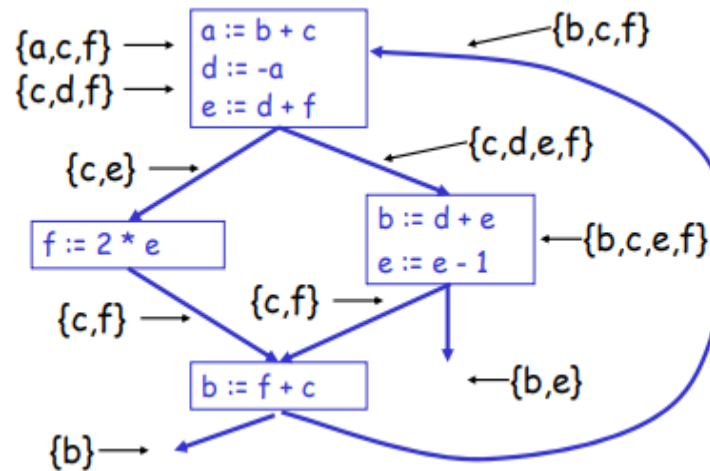 {a,c,f}
{c,d,f}
a := b + c
d := -a
e := d + f
{b,c,f}
{c,e}
{c,d,e,f}
f := 2 * e
b := d + e
e := e - 1
{b,c,e,f}
{c,f}
{c,f}
b := f + c
{b,e}
{b}